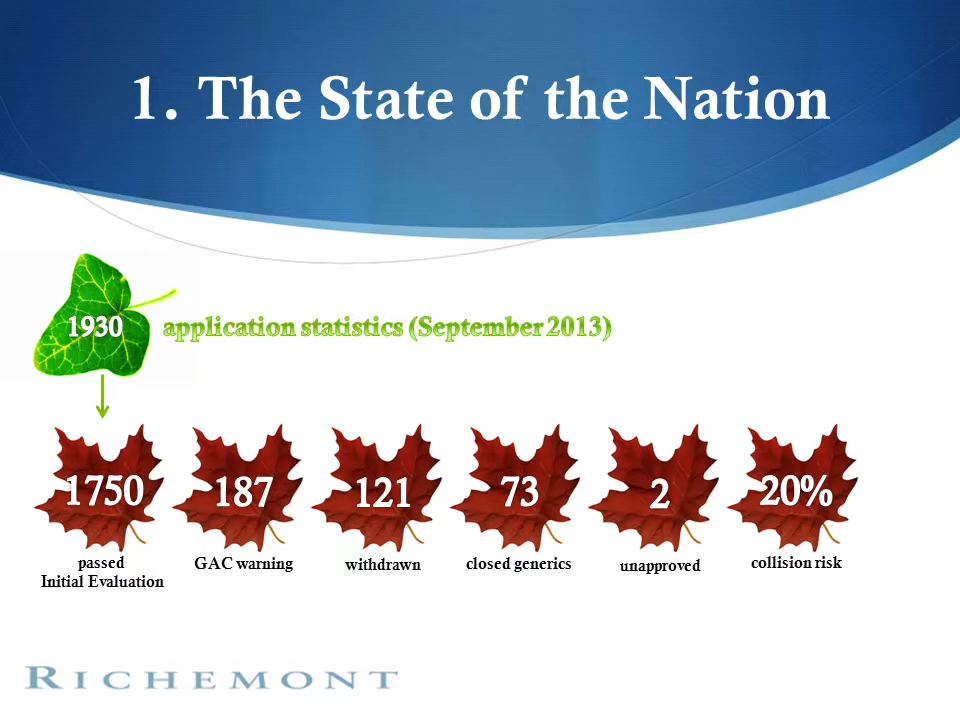 1. The State of the Nation
1930 application statistics (September 2013)
1750 187 121 73 2 20%
passed GAC warning withdrawn closed generics unapproved collision risk
Initial Evaluation
RICHEMONT